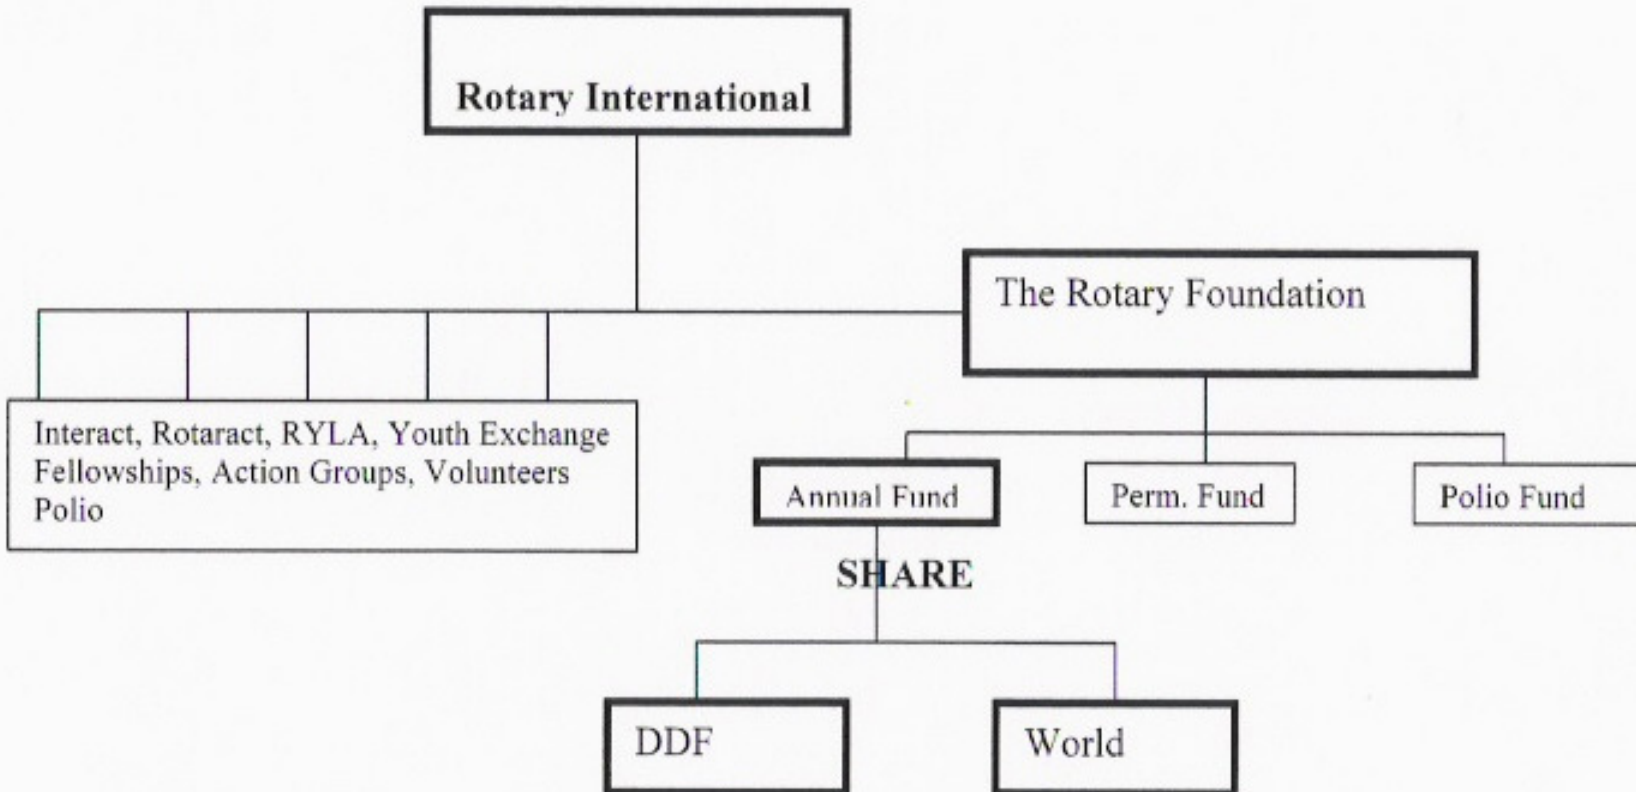 Rotary International
The Rotary Foundation
Interact, Rotaract, RYLA, Youth Exchange
Fellowships, Action Groups, Volunteers
Polio
Annual Fund
Perm. Fund
Polio Fund
SHARE
DDF
World